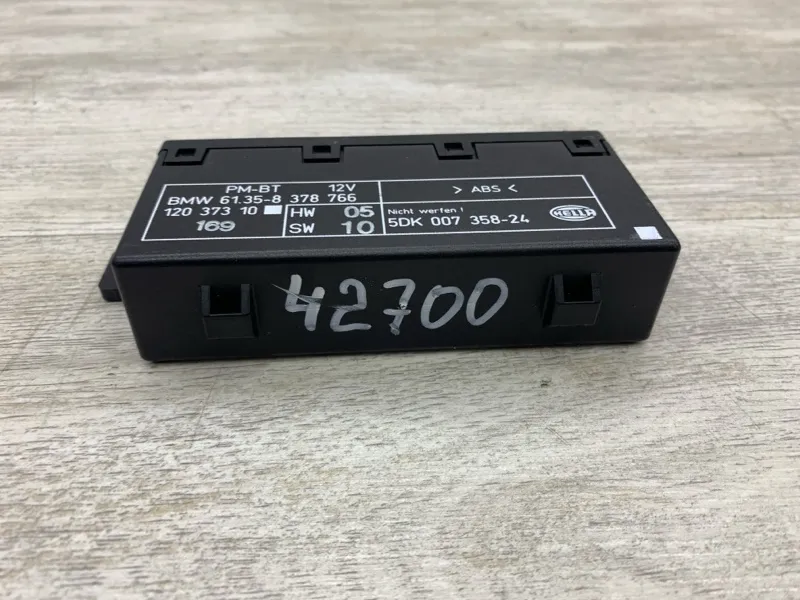 PM-BT 12V
BMW 61.35-8 378 766
120 373 10
169
HW 05
SW 10
> ABS <
Nicht werfen !
5DK 007 358-24
HELLA
42700